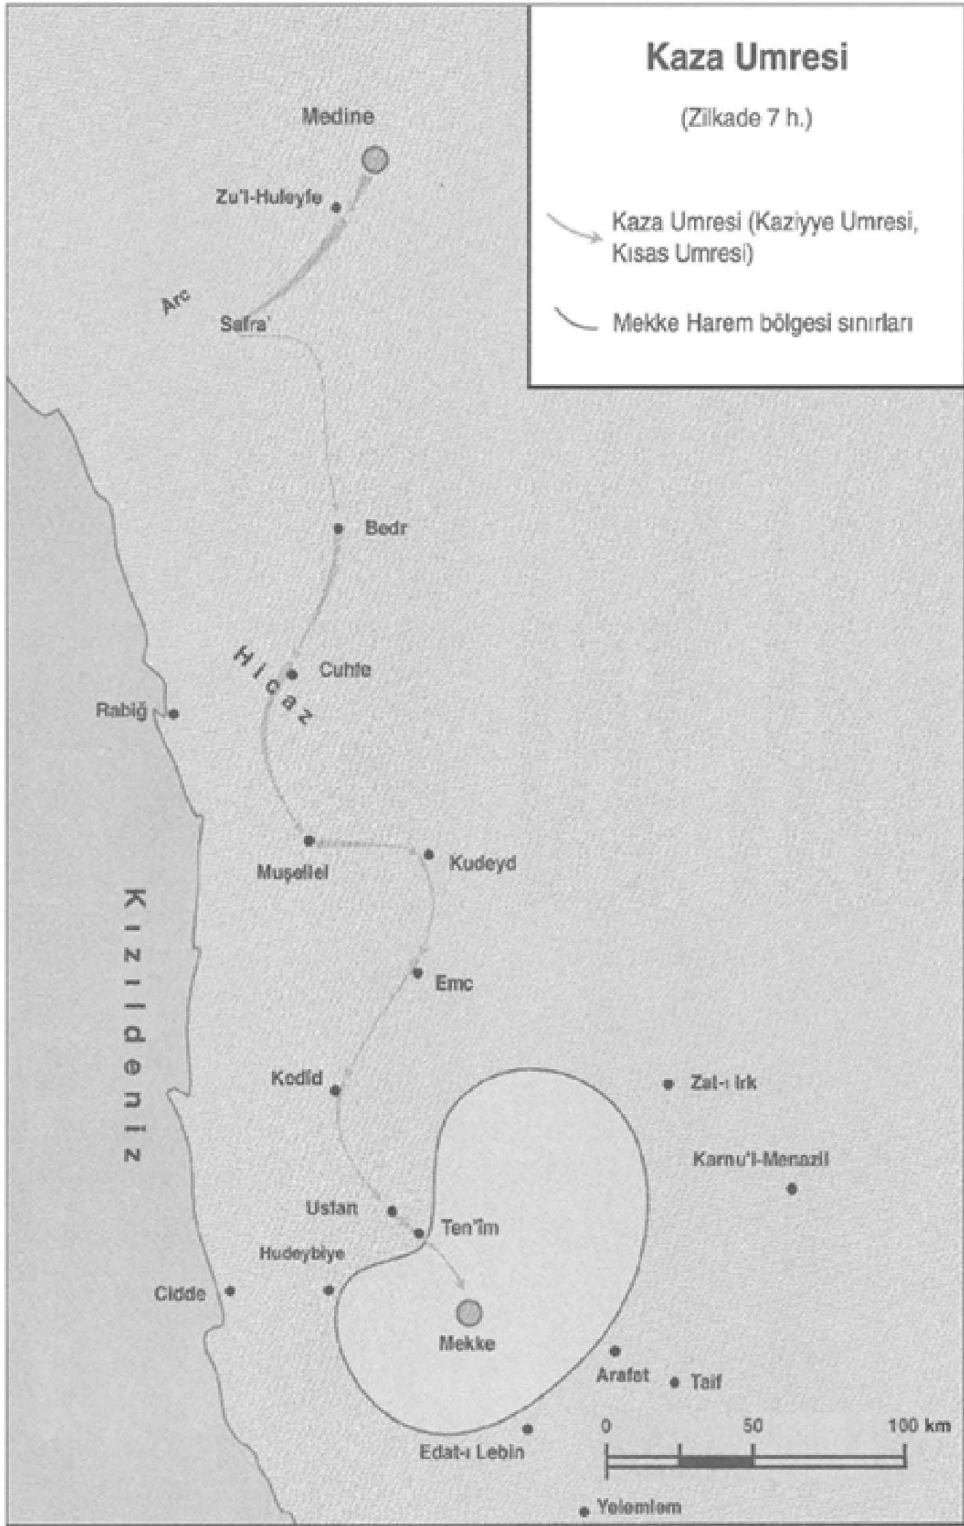 Kaza Umresi
(Zilkade 7 h.)
Kaza Umresi (Kaziyye Umresi,
Kısas Umresi)
Mekke Harem bölgesi sınırları
Medine
Zu'l-Huleyfe
Arc
Safra'
Bedr
Hicaz
Cuhfe
Rabiğ
Muşellel
Kudeyd
Kızıldeniz
Emc
Kedîd
Zat-ı Irk
Karnu'l-Menazil
Usfan
Ten'îm
Hudeybiye
Cidde
Mekke
Arafat
Taif
0 50 100 km
Edat-ı Lebin
Yelemlem